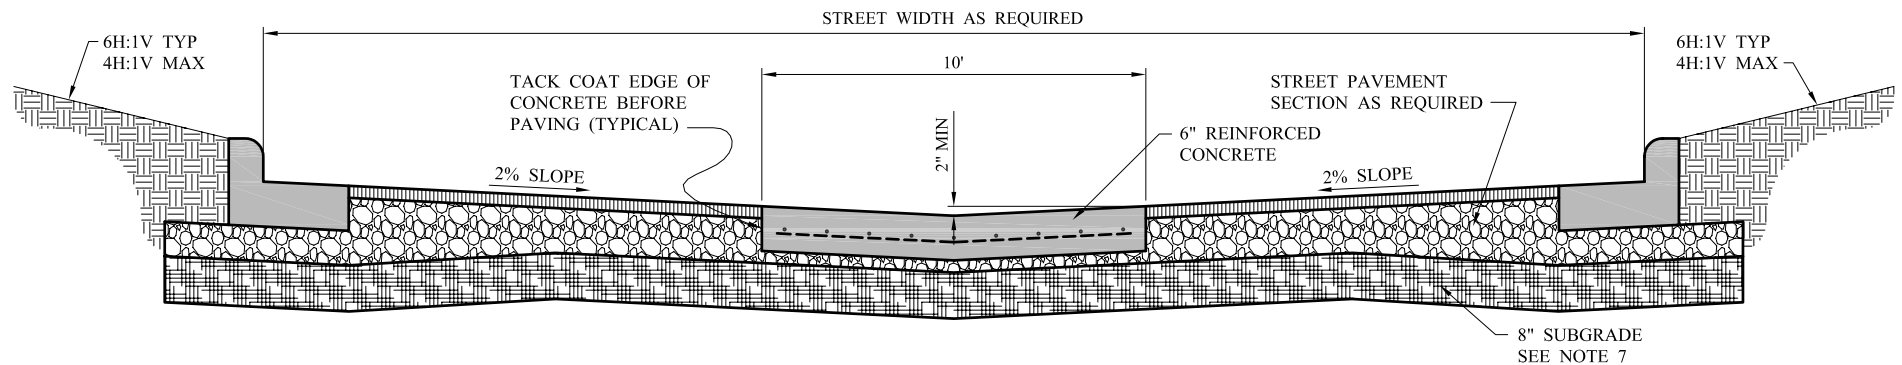 STREET WIDTH AS REQUIRED
6H:1V TYP
4H:1V MAX
6H:1V TYP
4H:1V MAX
10'
TACK COAT EDGE OF
CONCRETE BEFORE
PAVING (TYPICAL)
STREET PAVEMENT
SECTION AS REQUIRED
2" MIN
6" REINFORCED
CONCRETE
2% SLOPE
2% SLOPE
8" SUBGRADE
SEE NOTE 7